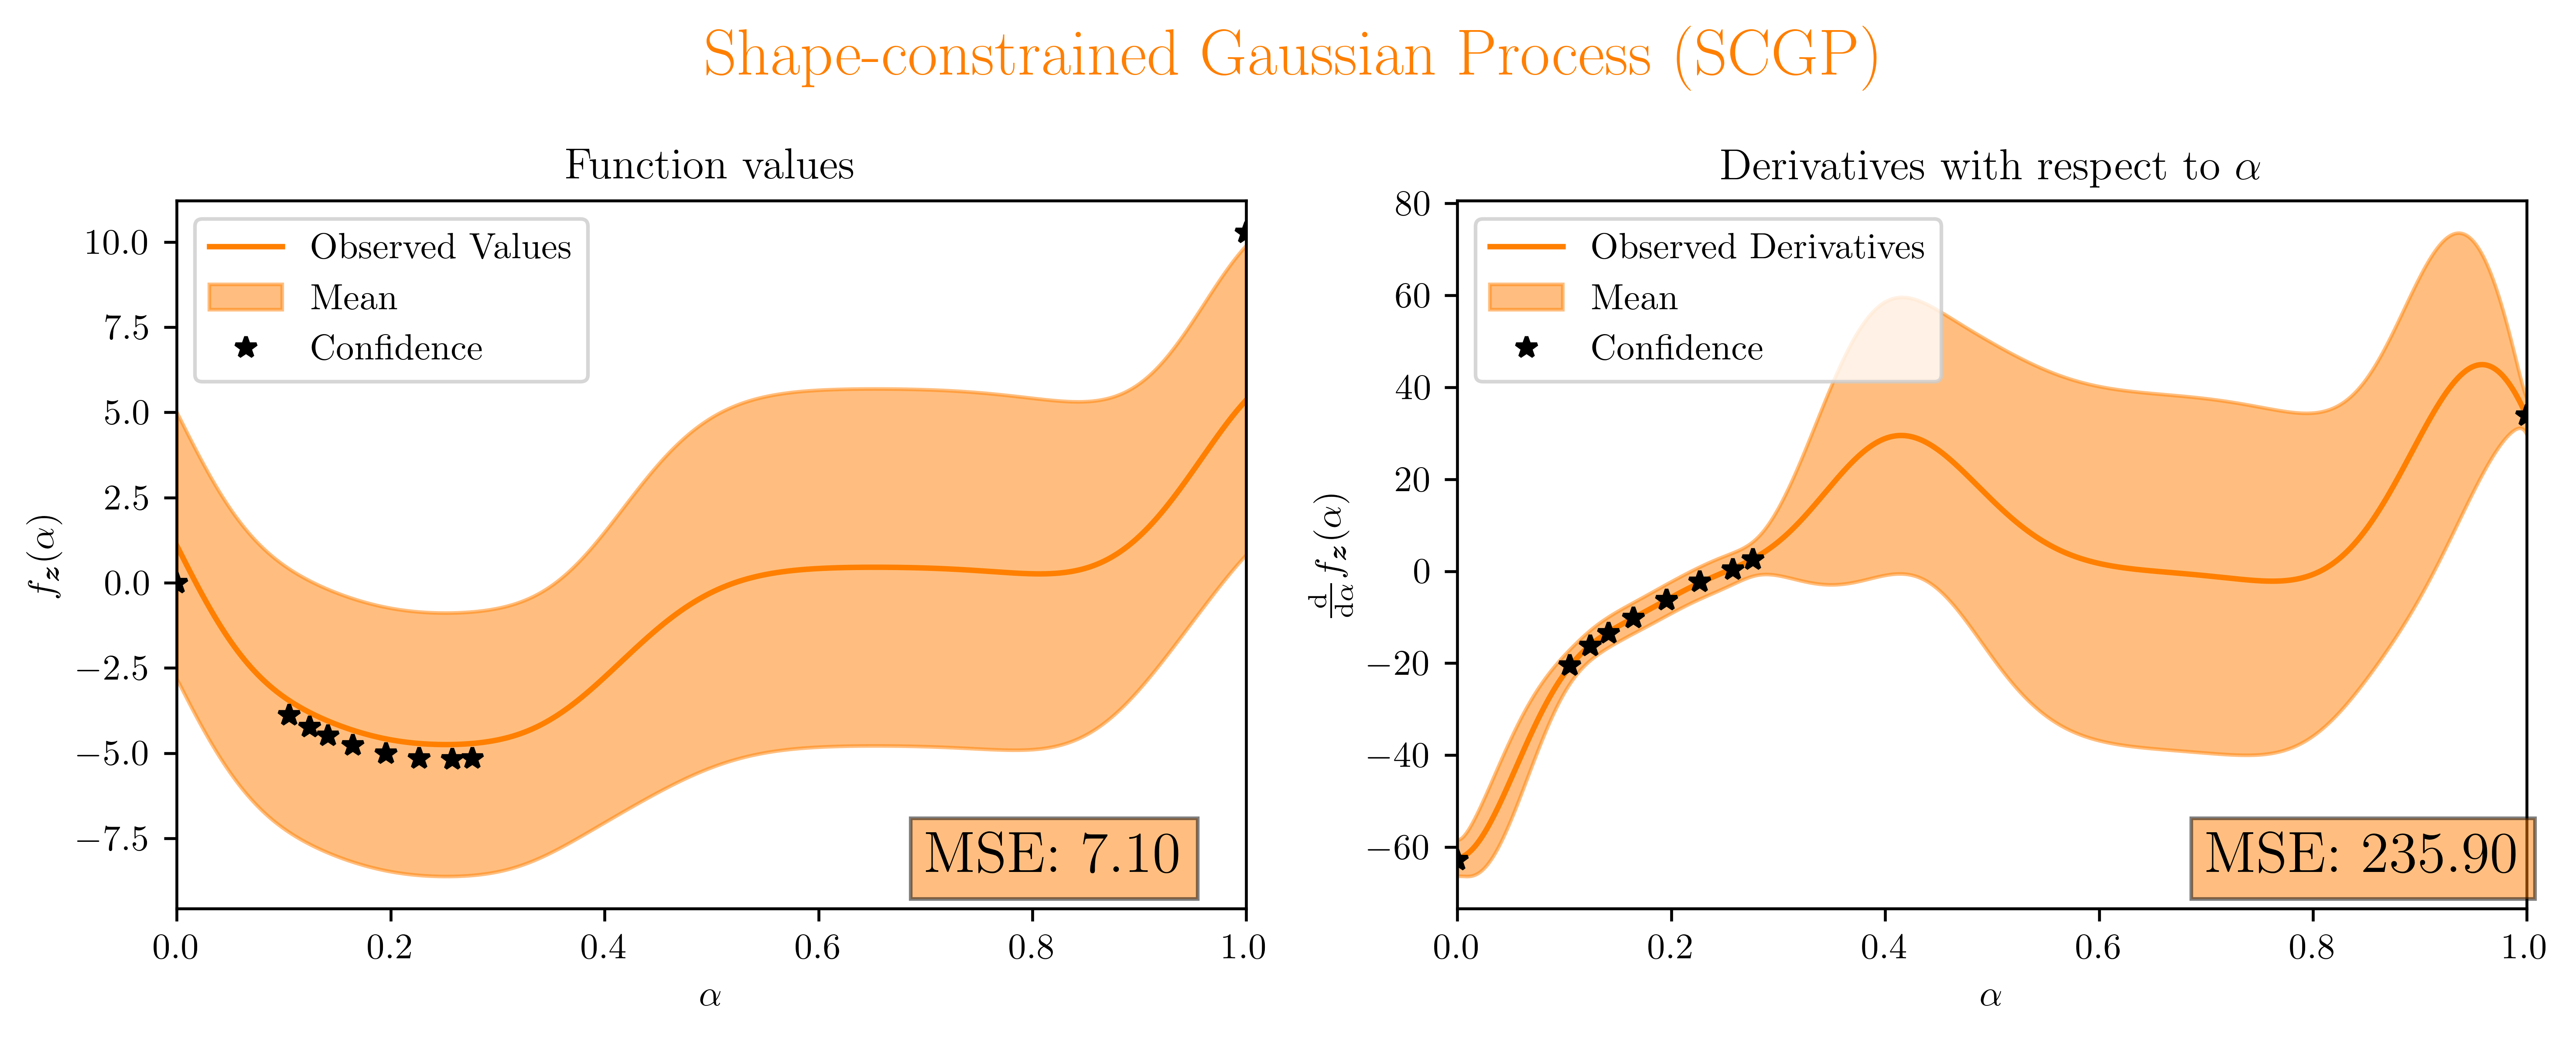 Shape-constrained Gaussian Process (SCGP)
Function values
Observed Values
Mean
Confidence
10.0
7.5
5.0
2.5
0.0
−2.5
−5.0
−7.5
f_z(α)
MSE: 7.10
0.0 0.2 0.4 0.6 0.8 1.0
α
Derivatives with respect to α
Observed Derivatives
Mean
Confidence
80
60
40
20
0
−20
−40
−60
d/dα f_z(α)
MSE: 235.90
0.0 0.2 0.4 0.6 0.8 1.0
α